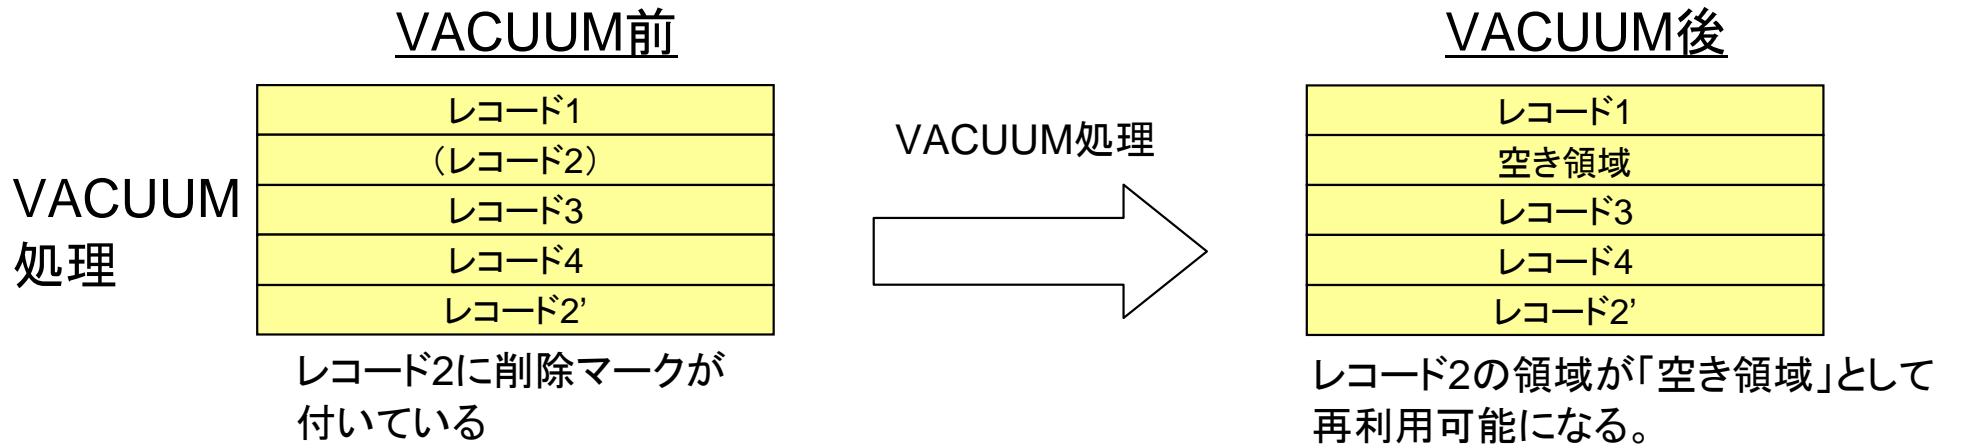 VACUUM前
VACUUM後
VACUUM
処理
レコード1
（レコード2）
レコード3
レコード4
レコード2’
レコード2に削除マークが
付いている
VACUUM処理
レコード1
空き領域
レコード3
レコード4
レコード2’
レコード2の領域が「空き領域」として
再利用可能になる。